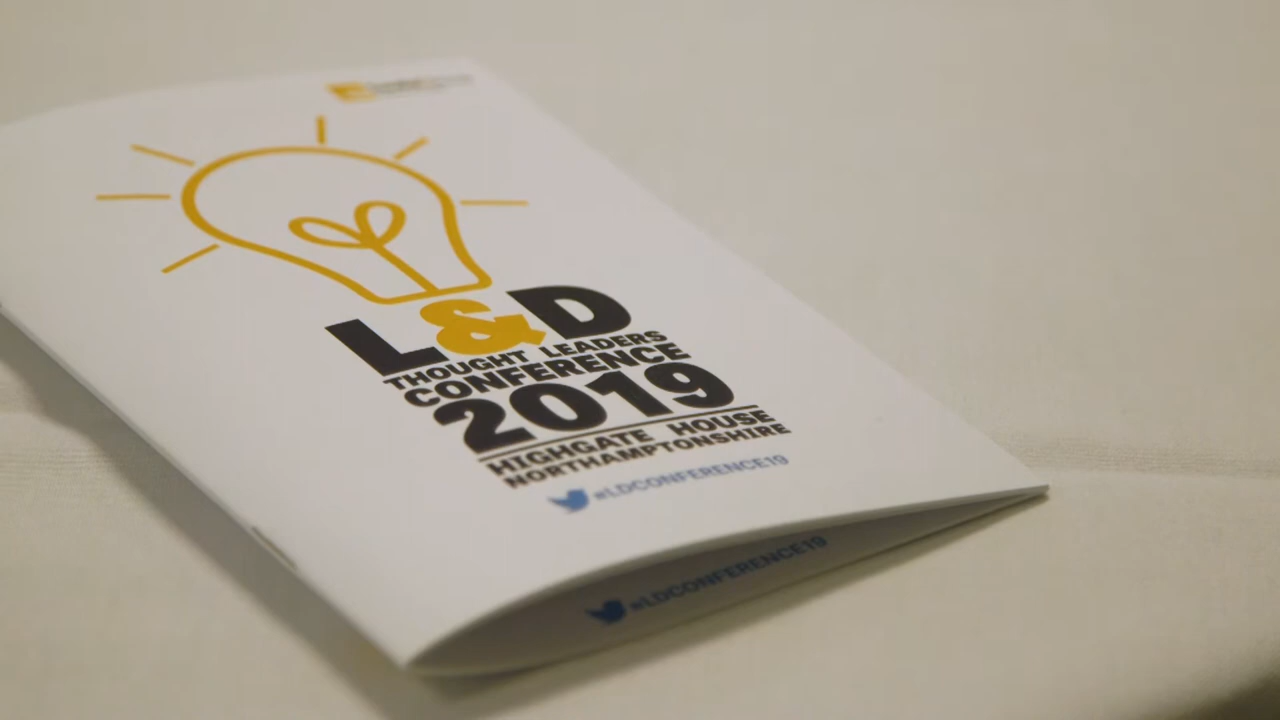 L&D
THOUGHT LEADERS
CONFERENCE
2019
HIGHGATE HOUSE
NORTHAMPTONSHIRE
#LDCONFERENCE19
#LDCONFERENCE19